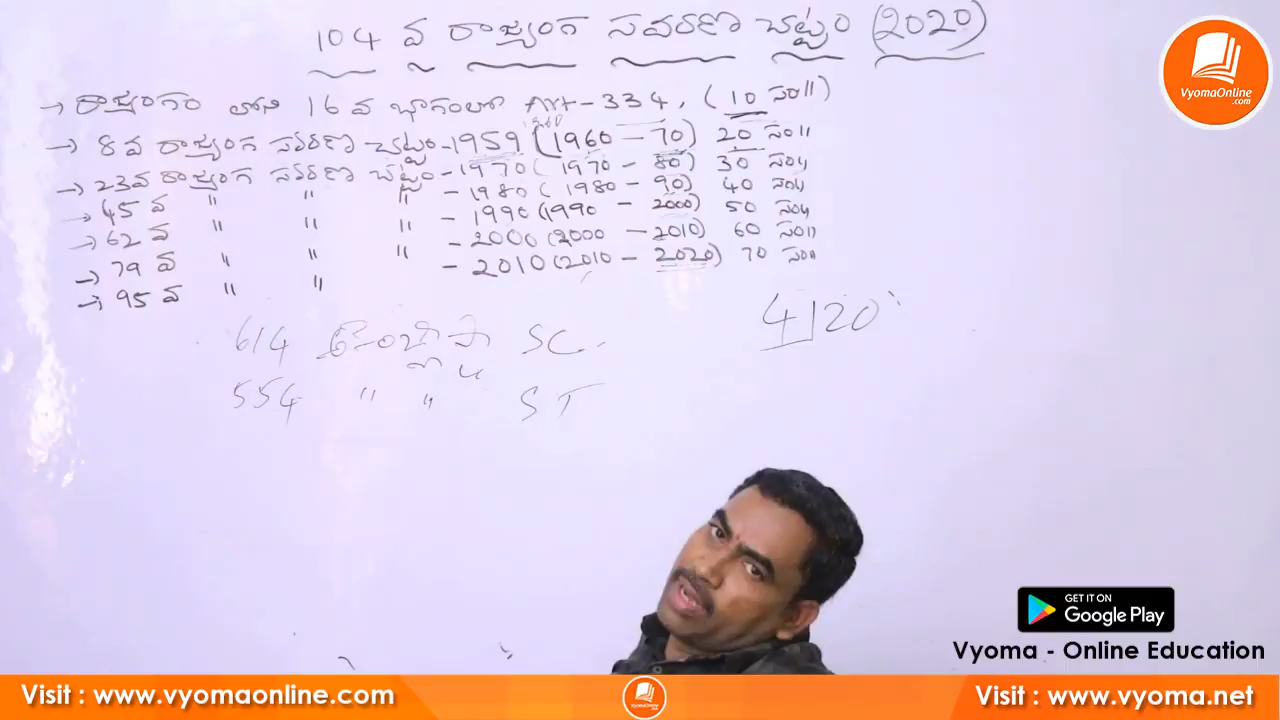 104 వ రాజ్యంగ సవరణ చట్టం (2020)
→ రాజ్యంగం లోని 16 వ భాగంలో Art-334, (10 సం॥)
→ 8వ రాజ్యంగ సవరణ చట్టం-1959 (1960 – 70) 20 సం॥
→ 23వ రాజ్యంగ సవరణ చట్టం-1970 (1970 – 80) 30 సం॥
→ 45 వ " " " - 1980 (1980 – 90) 40 సం॥
→ 62 వ " " - 1990 (1990 – 2000) 50 సం॥
→ 79 వ " " " - 2000 (2000 – 2010) 60 సం॥
→ 95 వ " " - 2010 (2010 – 2020) 70 సం॥
4120
614 SC.
554 " " ST
VyomaOnline
.com
GET IT ON
Google Play
Vyoma - Online Education
Visit : www.vyomaonline.com
VyomaOnline
Visit : www.vyoma.net